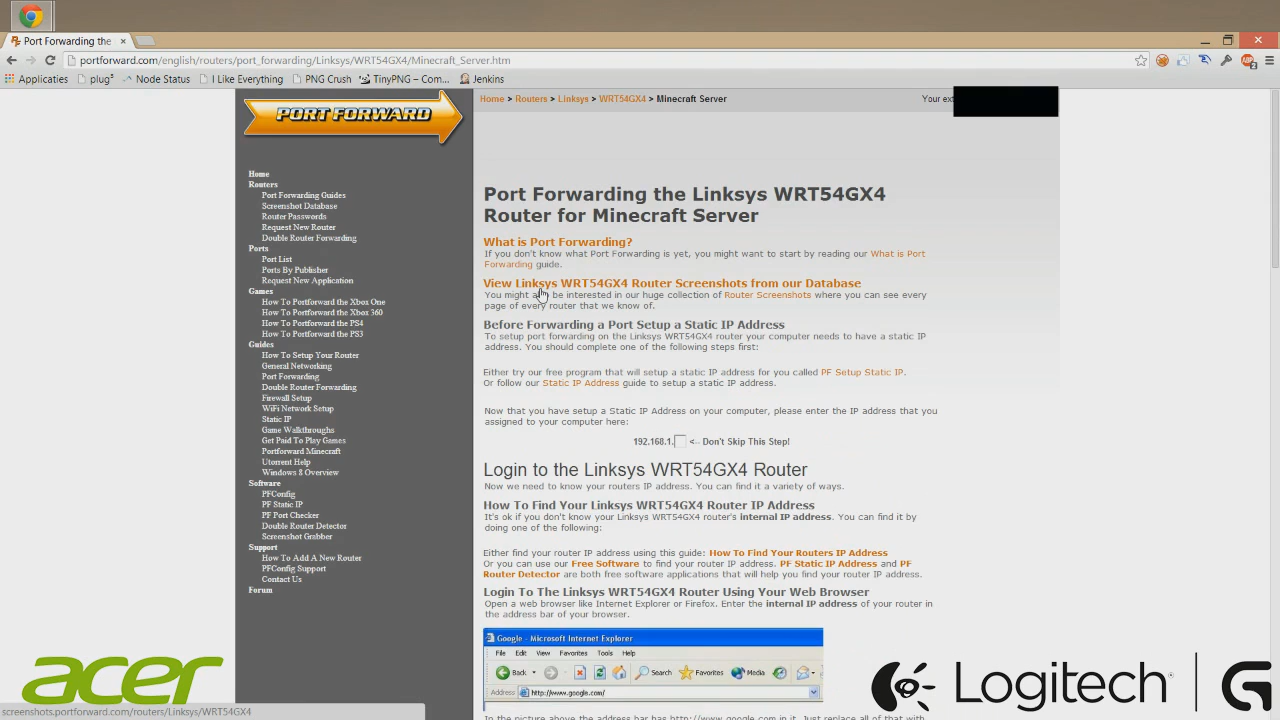 Port Forwarding the
portforward.com/english/routers/port_forwarding/Linksys/WRT54GX4/Minecraft_Server.htm
Applicaties plug" Node Status I Like Everything PNG Crush TinyPNG – Com... Jenkins
PORT FORWARD
Home
Routers
Port Forwarding Guides
Screenshot Database
Router Passwords
Request New Router
Double Router Forwarding
Ports
Port List
Ports By Publisher
Request New Application
Games
How To Portforward the Xbox One
How To Portforward the Xbox 360
How To Portforward the PS4
How To Portforward the PS3
Guides
How To Setup Your Router
General Networking
Port Forwarding
Double Router Forwarding
Firewall Setup
WiFi Network Setup
Static IP
Game Walkthroughs
Get Paid To Play Games
Portforward Minecraft
Utorrent Help
Windows 8 Overview
Software
PFConfig
PF Static IP
PF Port Checker
Double Router Detector
Screenshot Grabber
Support
How To Add A New Router
PFConfig Support
Contact Us
Forum
Home > Routers > Linksys > WRT54GX4 > Minecraft Server
Your ext
Port Forwarding the Linksys WRT54GX4
Router for Minecraft Server
What is Port Forwarding?
If you don't know what Port Forwarding is yet, you might want to start by reading our What is Port
Forwarding guide.
View Linksys WRT54GX4 Router Screenshots from our Database
You might be interested in our huge collection of Router Screenshots where you can see every
page of every router that we know of.
Before Forwarding a Port Setup a Static IP Address
To setup port forwarding on the Linksys WRT54GX4 router your computer needs to have a static IP
address. You should complete one of the following steps first:
Either try our free program that will setup a static IP address for you called PF Setup Static IP.
Or follow our Static IP Address guide to setup a static IP address.
Now that you have setup a Static IP Address on your computer, please enter the IP address that you
assigned to your computer here:
192.168.1. <-- Don't Skip This Step!
Login to the Linksys WRT54GX4 Router
Now we need to know your routers IP address. You can find it a variety of ways.
How To Find Your Linksys WRT54GX4 Router IP Address
It's ok if you don't know your Linksys WRT54GX4 router's internal IP address. You can find it by
doing one of the following:
Either find your router IP address using this guide: How To Find Your Routers IP Address
Or you can use our Free Software to find your router IP address. PF Static IP Address and PF
Router Detector are both free software applications that will help you find your router IP address.
Login To The Linksys WRT54GX4 Router Using Your Web Browser
Open a web browser like Internet Explorer or Firefox. Enter the internal IP address of your router in
the address bar of your browser.
Google - Microsoft Internet Explorer
File Edit View Favorites Tools Help
Back Search Favorites Media
Address http://www.google.com/
In the picture above the address bar has http://www.google.com in it. Just replace all of that with
screenshots.portforward.com/routers/Linksys/WRT54GX4
acer
Logitech